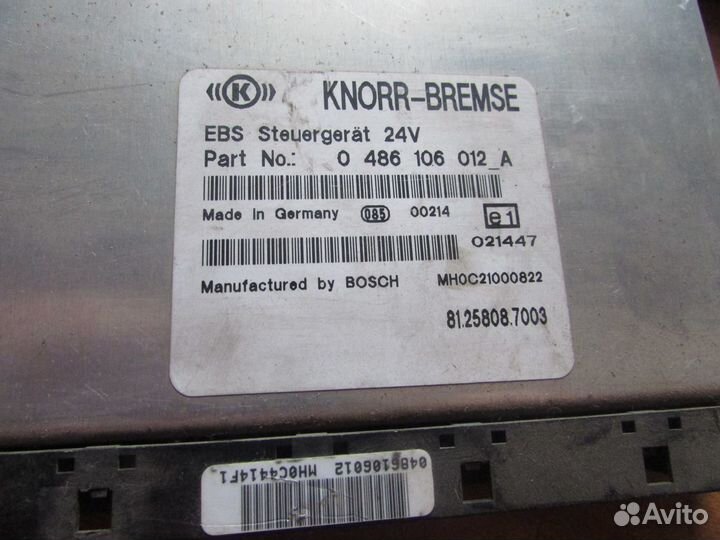 K KNORR-BREMSE
EBS Steuergerät 24V
Part No.: 0 486 106 012_A
Made in Germany 085 00214 e1
021447
Manufactured by BOSCH MH0C21000822
81.25808.7003
0486106012
MH0C4414F1
Avito